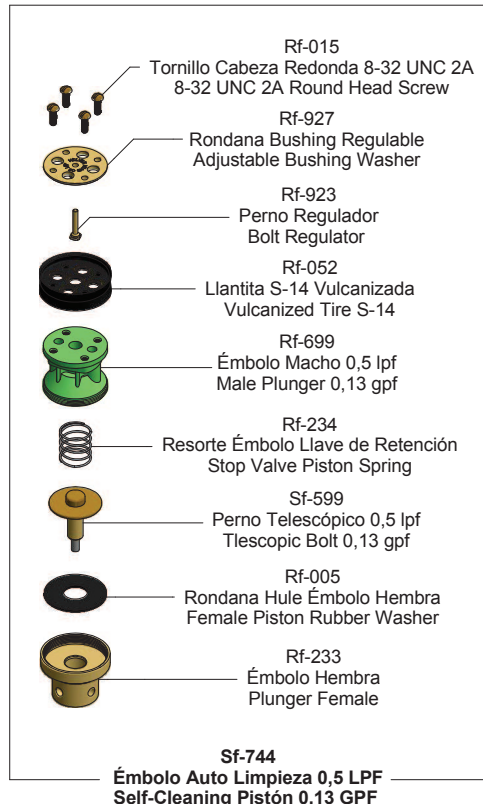 Rf-015
Tornillo Cabeza Redonda 8-32 UNC 2A
8-32 UNC 2A Round Head Screw
Rf-927
Rondana Bushing Regulable
Adjustable Bushing Washer
Rf-923
Perno Regulador
Bolt Regulator
Rf-052
Llantita S-14 Vulcanizada
Vulcanized Tire S-14
Rf-699
Émbolo Macho 0,5 lpf
Male Plunger 0,13 gpf
Rf-234
Resorte Émbolo Llave de Retención
Stop Valve Piston Spring
Sf-599
Perno Telescópico 0,5 lpf
Tlescopic Bolt 0,13 gpf
Rf-005
Rondana Hule Émbolo Hembra
Female Piston Rubber Washer
Rf-233
Émbolo Hembra
Plunger Female
Sf-744
Émbolo Auto Limpieza 0,5 LPF
Self-Cleaning Pistón 0,13 GPF